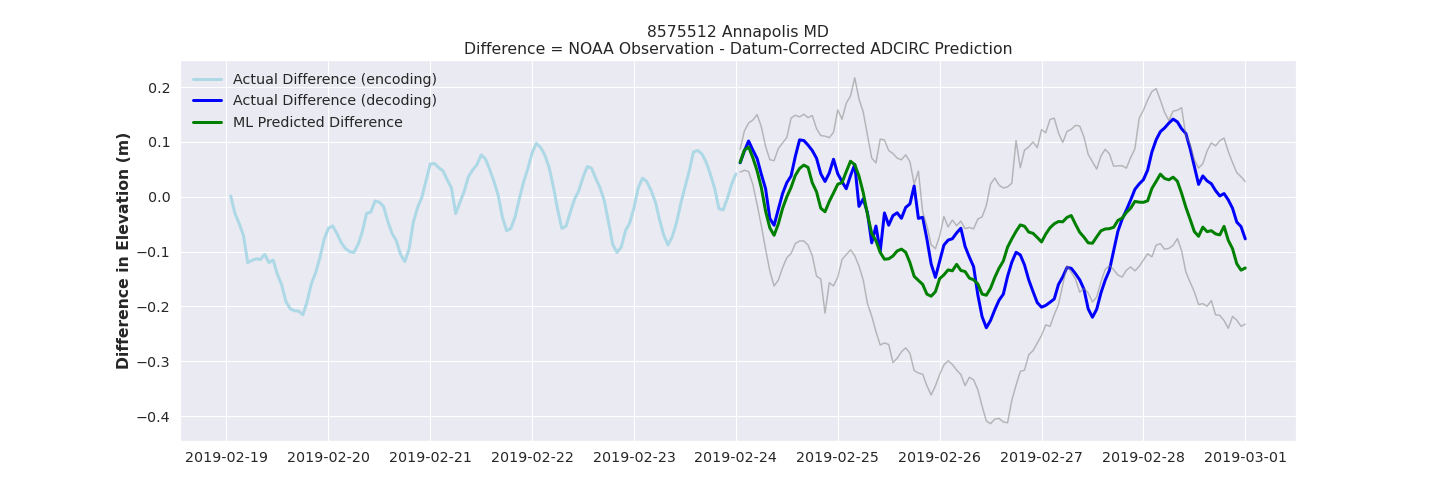 8575512 Annapolis MD
Difference = NOAA Observation - Datum-Corrected ADCIRC Prediction
Actual Difference (encoding)
Actual Difference (decoding)
ML Predicted Difference
Difference in Elevation (m)
0.2
0.1
0.0
−0.1
−0.2
−0.3
−0.4
2019-02-19 2019-02-20 2019-02-21 2019-02-22 2019-02-23 2019-02-24 2019-02-25 2019-02-26 2019-02-27 2019-02-28 2019-03-01